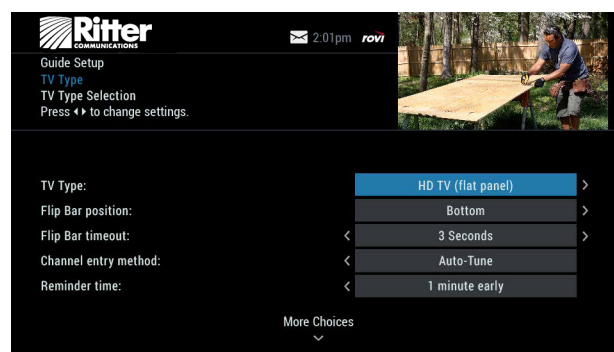 Ritter
COMMUNICATIONS
2:01pm rovi
Guide Setup
TV Type
TV Type Selection
Press ◂ ▸ to change settings.
TV Type: HD TV (flat panel) >
Flip Bar position: Bottom >
Flip Bar timeout: < 3 Seconds >
Channel entry method: < Auto-Tune
Reminder time: < 1 minute early
More Choices